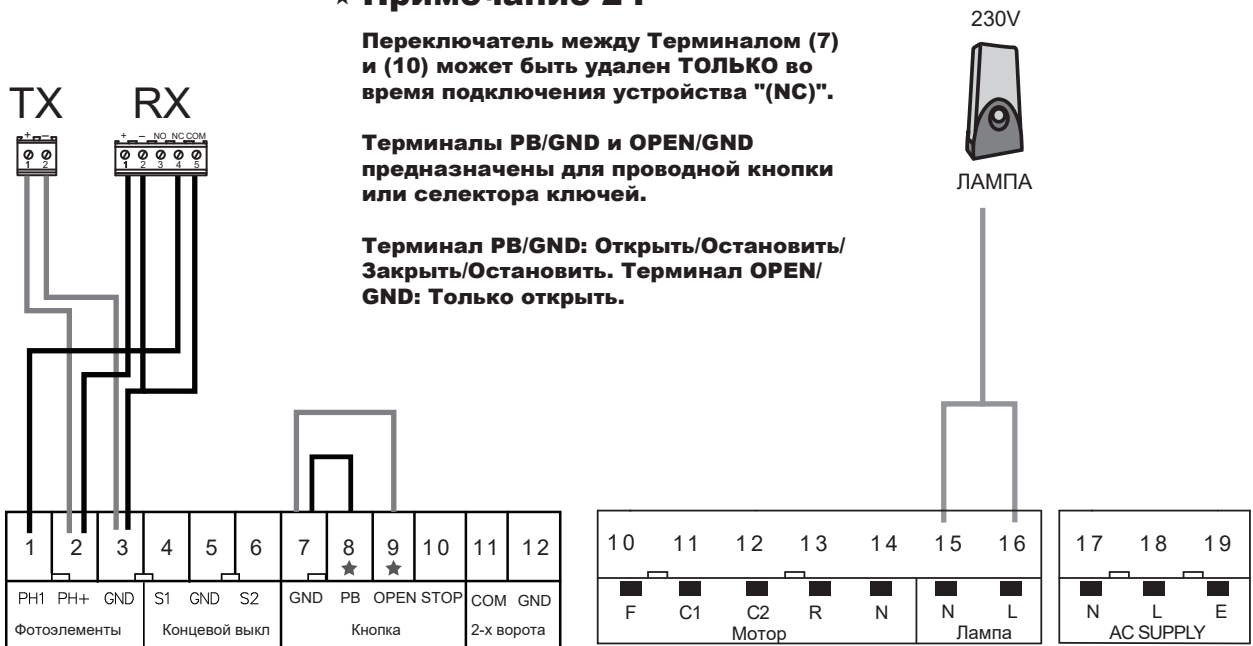 ★ Примечание 2 :
230V
Переключатель между Терминалом (7)
и (10) может быть удален ТОЛЬКО во
время подключения устройства "(NC)".
Терминалы PB/GND и OPEN/GND
предназначены для проводной кнопки
или селектора ключей.
Терминал PB/GND: Открыть/Остановить/
Закрыть/Остановить. Терминал OPEN/
GND: Только открыть.
ЛАМПА
TX RX
+ – + – NO NC COM
1 2 1 2 3 4 5
1 2 3 4 5 6 7 8 9 10 11 12
★ ★
PH1 PH+ GND S1 GND S2 GND PB OPEN STOP COM GND
Фотоэлементы Концевой выкл Кнопка 2-х ворота
10 11 12 13 14 15 16
F C1 C2 R N N L
Мотор Лампа
17 18 19
N L E
AC SUPPLY